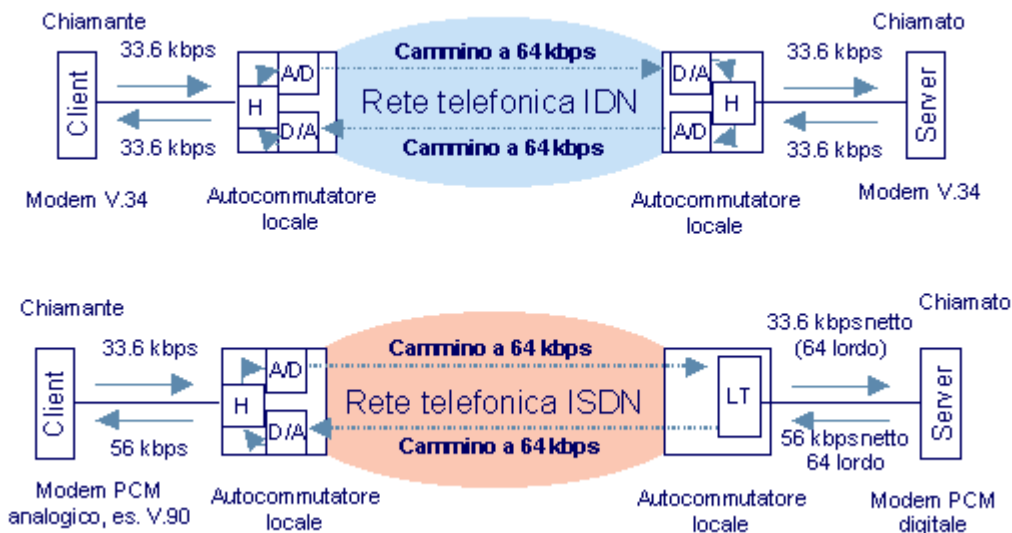 Chiamante
Chiamato
33.6 kbps
Cammino a 64 kbps
33.6 kbps
Client
A/D
D/A
Server
H
Rete telefonica IDN
H
D/A
A/D
33.6 kbps
Cammino a 64 kbps
33.6 kbps
Modem V.34
Autocommutatore
locale
Autocommutatore
locale
Modem V.34
Chiamante
Chiamato
33.6 kbps
Cammino a 64 kbps
33.6 kbps netto
(64 lordo)
Client
A/D
H
Rete telefonica ISDN
LT
Server
D/A
56 kbps
Cammino a 64 kbps
56 kbps netto
64 lordo
Modem PCM
analogico, es. V.90
Autocommutatore
locale
Autocommutatore
locale
Modem PCM
digitale